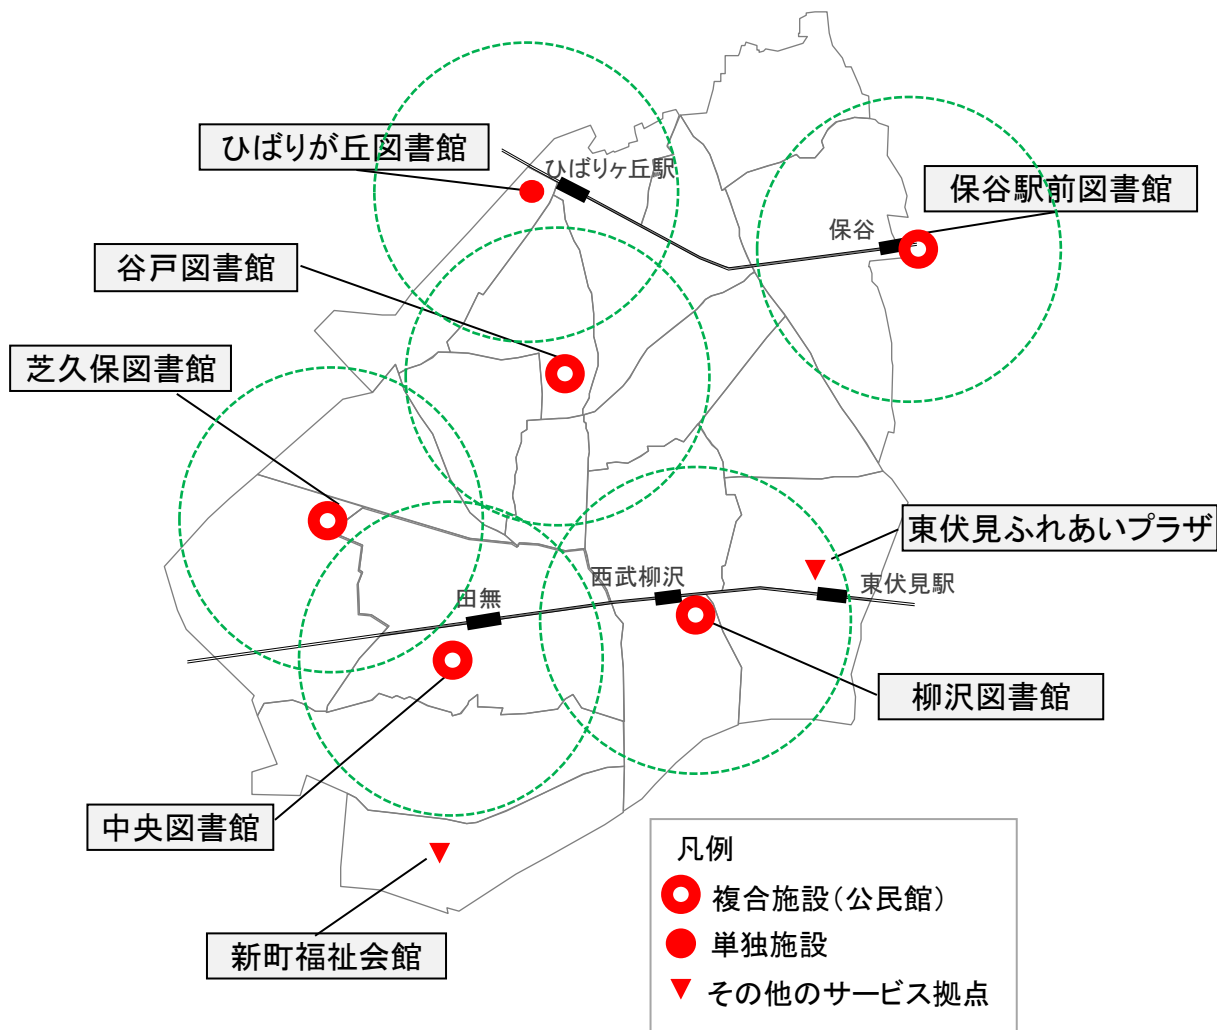 ひばりが丘図書館
ひばりヶ丘駅
保谷駅前図書館
保谷
谷戸図書館
芝久保図書館
東伏見ふれあいプラザ
西武柳沢
東伏見駅
田無
柳沢図書館
中央図書館
新町福祉会館
凡例
複合施設(公民館)
単独施設
その他のサービス拠点